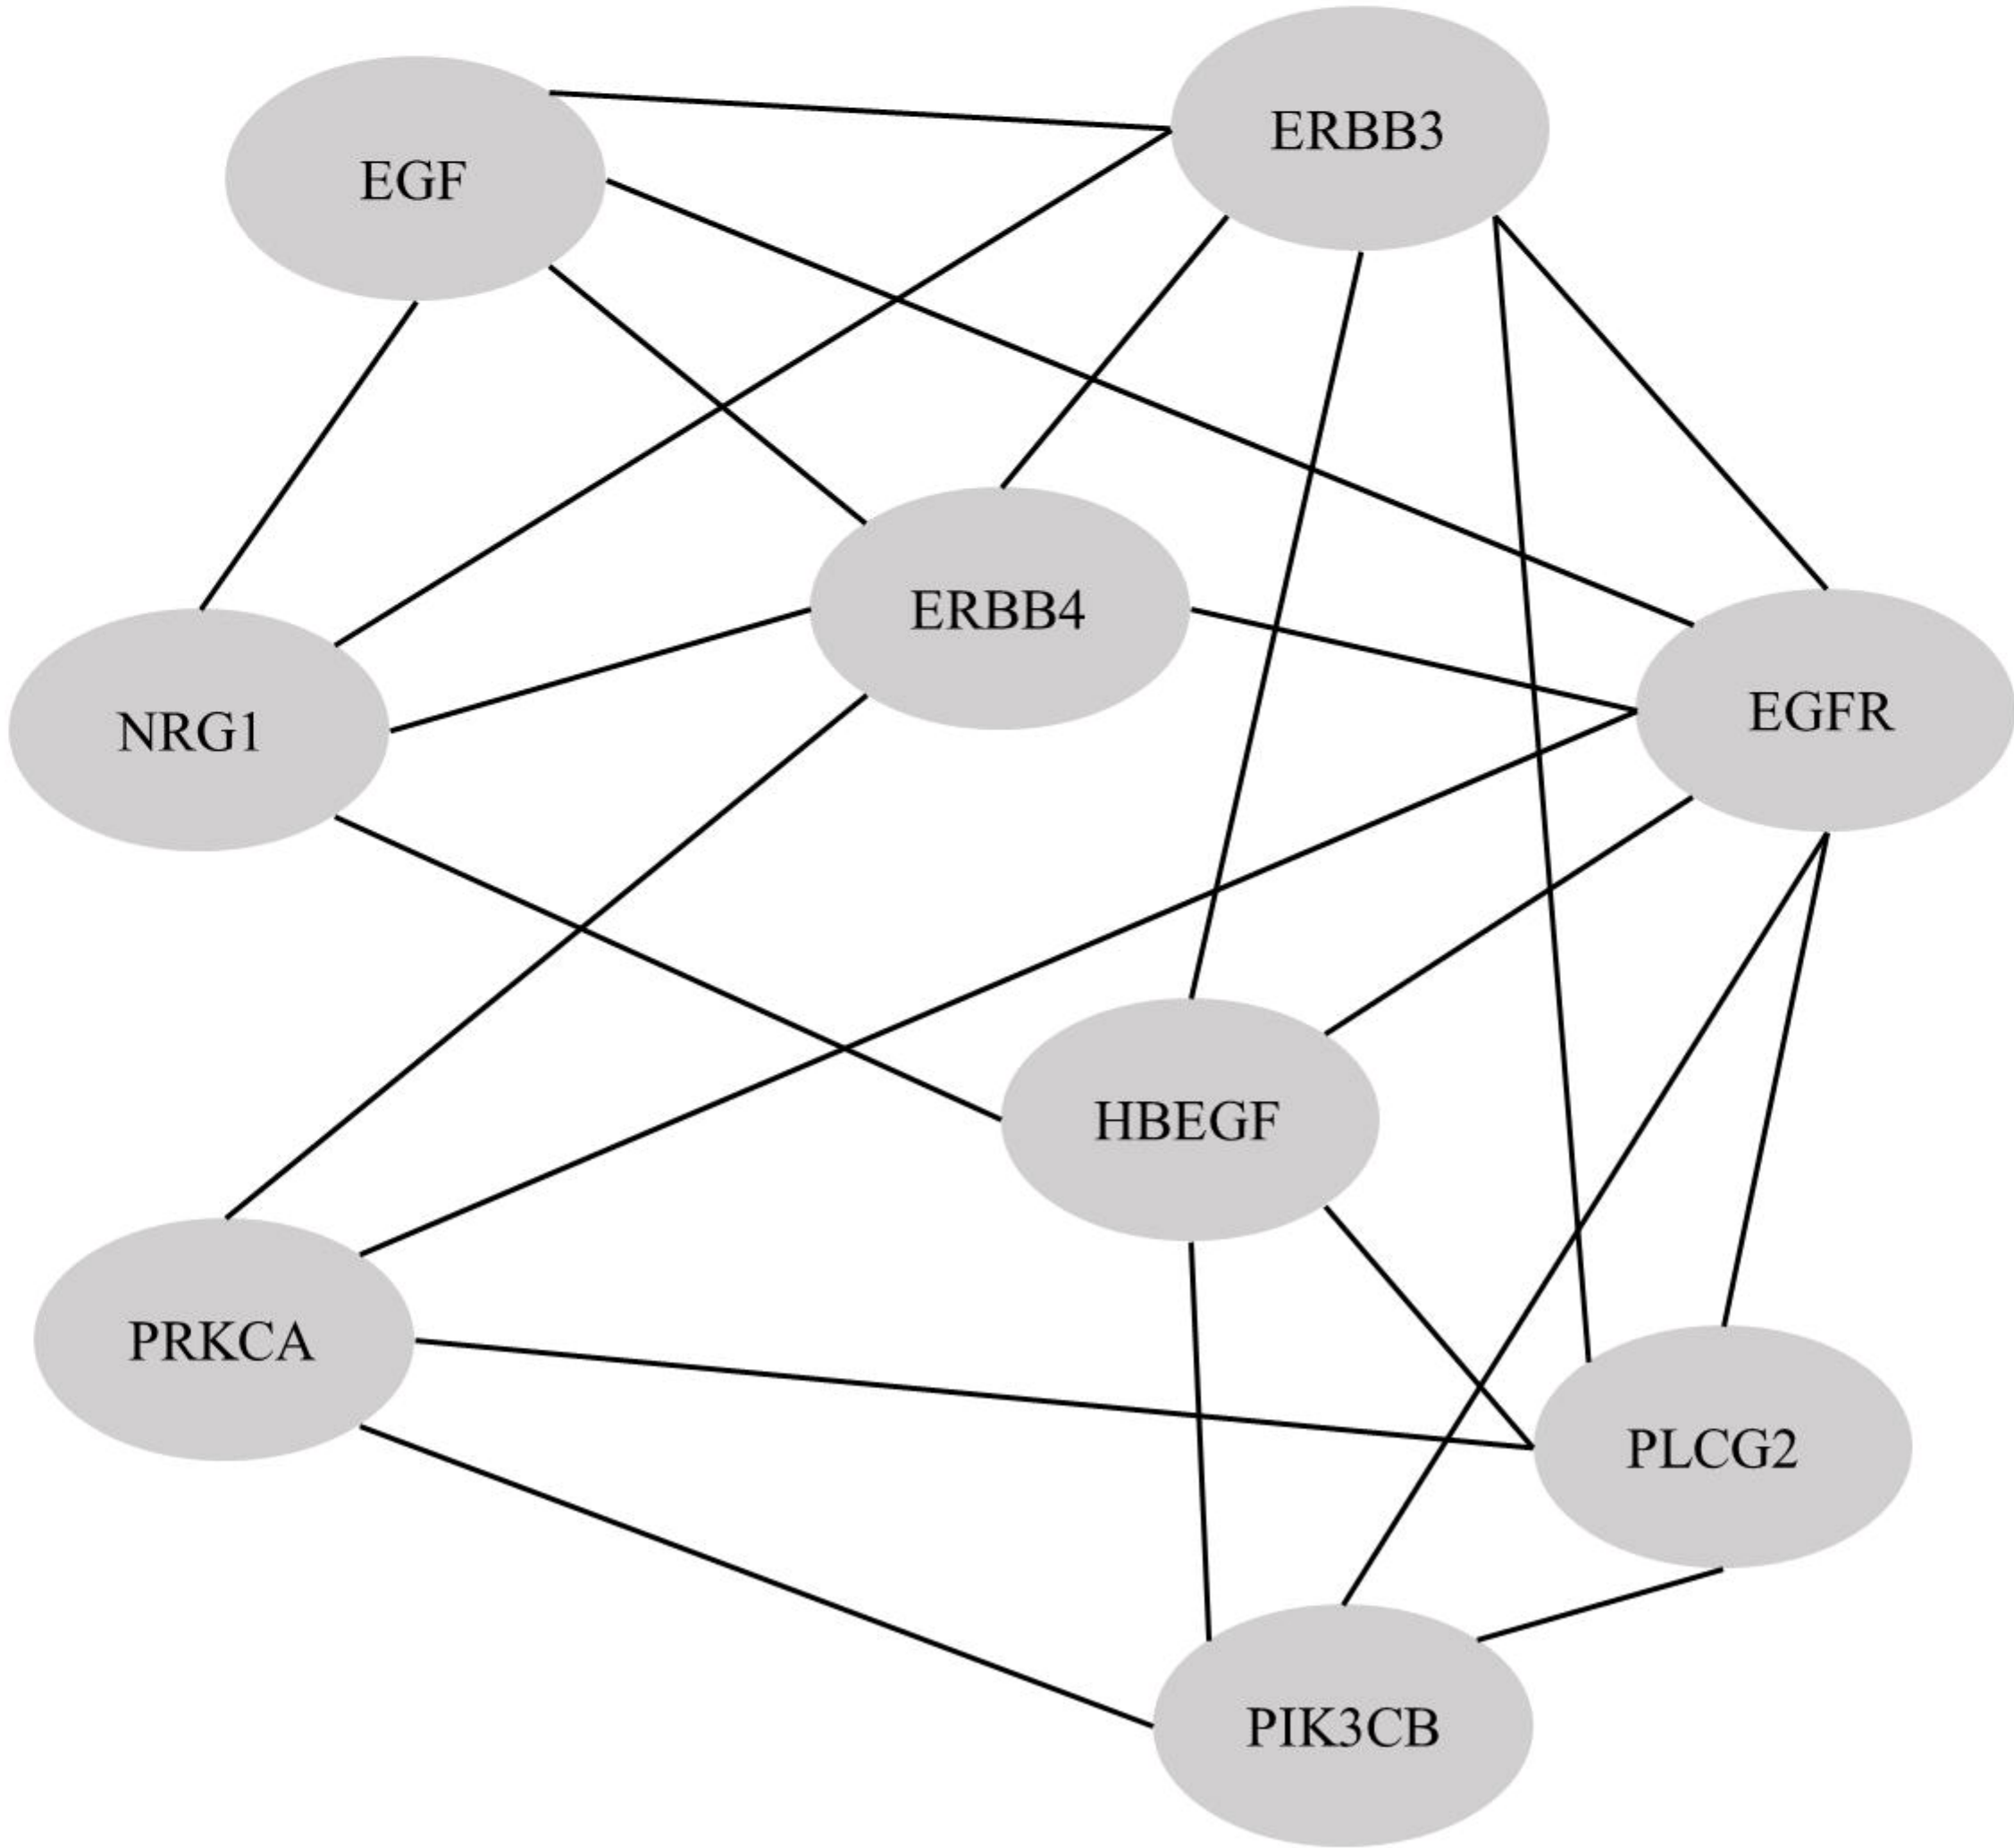 ERBB3
EGF
ERBB4
EGFR
NRG1
HBEGF
PRKCA
PLCG2
PIK3CB